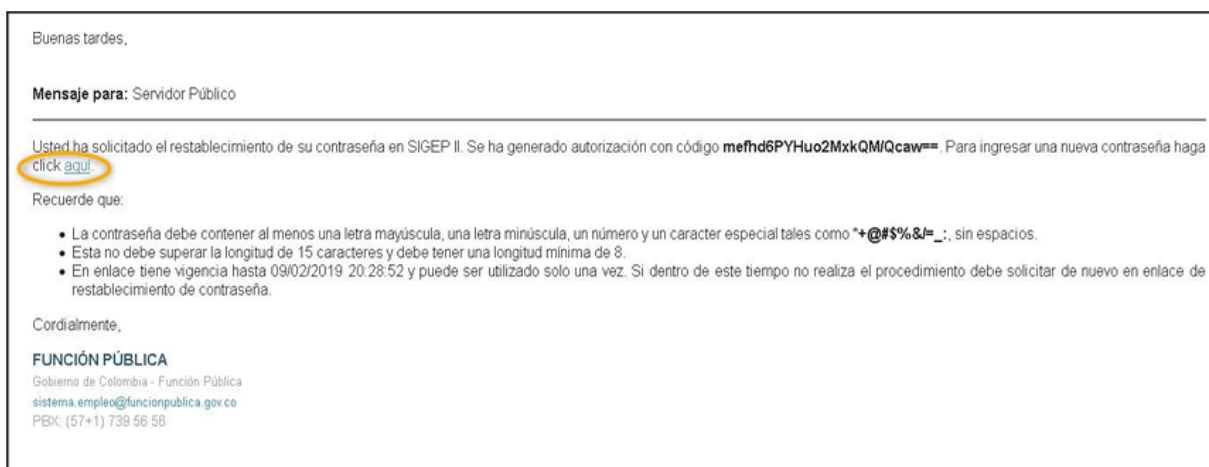 Buenas tardes,
Mensaje para: Servidor Público
Usted ha solicitado el restablecimiento de su contraseña en SIGEP II. Se ha generado autorización con código mefhd6PYHuo2MxkQM/Qcaw==. Para ingresar una nueva contraseña haga
click aquí.
Recuerde que:
• La contraseña debe contener al menos una letra mayúscula, una letra minúscula, un número y un caracter especial tales como *+@#$%&/=_:, sin espacios.
• Esta no debe superar la longitud de 15 caracteres y debe tener una longitud mínima de 8.
• En enlace tiene vigencia hasta 09/02/2019 20:28:52 y puede ser utilizado solo una vez. Si dentro de este tiempo no realiza el procedimiento debe solicitar de nuevo en enlace de
restablecimiento de contraseña.
Cordialmente,
FUNCIÓN PÚBLICA
Gobierno de Colombia - Función Pública
sistema.empleo@funcionpublica.gov.co
PBX: (57+1) 739 56 56